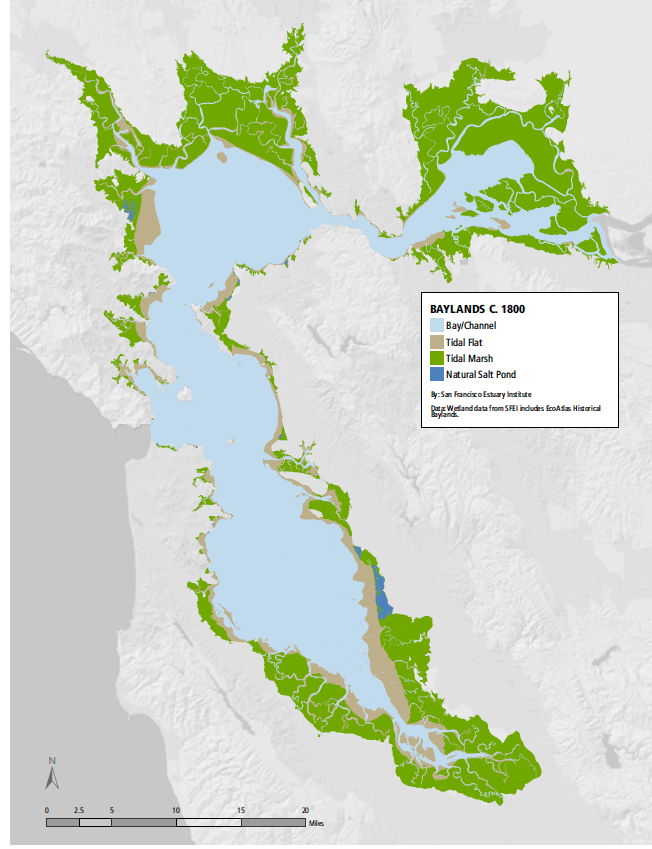 BAYLANDS C. 1800
Bay/Channel
Tidal Flat
Tidal Marsh
Natural Salt Pond
By: San Francisco Estuary Institute
Data: Wetland data from SFEI includes EcoAtlas Historical
Baylands.
N
0 2.5 5 10 15 20
Miles